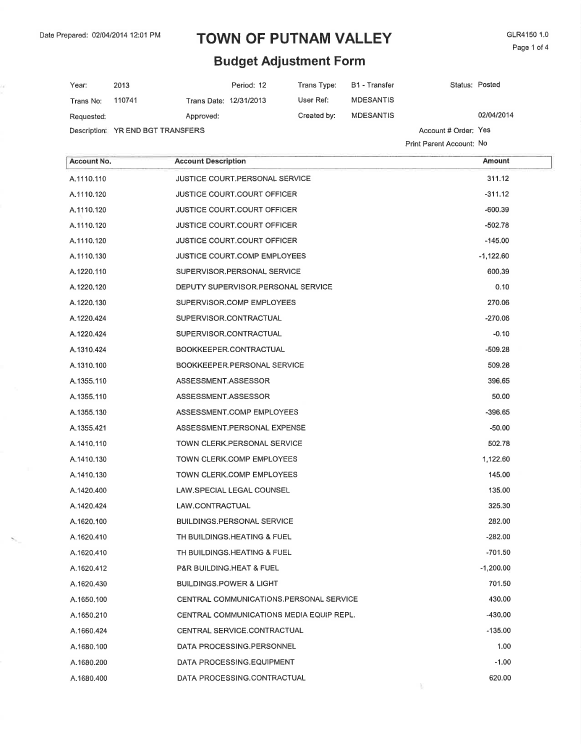 Date Prepared: 02/04/2014 12:01 PM
TOWN OF PUTNAM VALLEY
GLR4150 1.0
Page 1 of 4
Budget Adjustment Form
Year: 2013 Period: 12 Trans Type: B1 - Transfer Status: Posted
Trans No: 110741 Trans Date: 12/31/2013 User Ref: MDESANTIS
Requested: Approved: Created by: MDESANTIS 02/04/2014
Description: YR END BGT TRANSFERS Account # Order: Yes
Print Parent Account: No
Account No. Account Description Amount
A.1110.110 JUSTICE COURT.PERSONAL SERVICE 311.12
A.1110.120 JUSTICE COURT.COURT OFFICER -311.12
A.1110.120 JUSTICE COURT.COURT OFFICER -600.39
A.1110.120 JUSTICE COURT.COURT OFFICER -502.78
A.1110.120 JUSTICE COURT.COURT OFFICER -145.00
A.1110.130 JUSTICE COURT.COMP EMPLOYEES -1,122.60
A.1220.110 SUPERVISOR.PERSONAL SERVICE 600.39
A.1220.120 DEPUTY SUPERVISOR.PERSONAL SERVICE 0.10
A.1220.130 SUPERVISOR.COMP EMPLOYEES 270.06
A.1220.424 SUPERVISOR.CONTRACTUAL -270.06
A.1220.424 SUPERVISOR.CONTRACTUAL -0.10
A.1310.424 BOOKKEEPER.CONTRACTUAL -509.28
A.1310.100 BOOKKEEPER.PERSONAL SERVICE 509.28
A.1355.110 ASSESSMENT.ASSESSOR 396.65
A.1355.110 ASSESSMENT.ASSESSOR 50.00
A.1355.130 ASSESSMENT.COMP EMPLOYEES -396.65
A.1355.421 ASSESSMENT.PERSONAL EXPENSE -50.00
A.1410.110 TOWN CLERK.PERSONAL SERVICE 502.78
A.1410.130 TOWN CLERK.COMP EMPLOYEES 1,122.60
A.1410.130 TOWN CLERK.COMP EMPLOYEES 145.00
A.1420.400 LAW.SPECIAL LEGAL COUNSEL 135.00
A.1420.424 LAW.CONTRACTUAL 325.30
A.1620.100 BUILDINGS.PERSONAL SERVICE 282.00
A.1620.410 TH BUILDINGS.HEATING & FUEL -282.00
A.1620.410 TH BUILDINGS.HEATING & FUEL -701.50
A.1620.412 P&R BUILDING.HEAT & FUEL -1,200.00
A.1620.430 BUILDINGS.POWER & LIGHT 701.50
A.1650.100 CENTRAL COMMUNICATIONS.PERSONAL SERVICE 430.00
A.1650.210 CENTRAL COMMUNICATIONS MEDIA EQUIP REPL. -430.00
A.1660.424 CENTRAL SERVICE.CONTRACTUAL -135.00
A.1680.100 DATA PROCESSING.PERSONNEL 1.00
A.1680.200 DATA PROCESSING.EQUIPMENT -1.00
A.1680.400 DATA PROCESSING.CONTRACTUAL 620.00